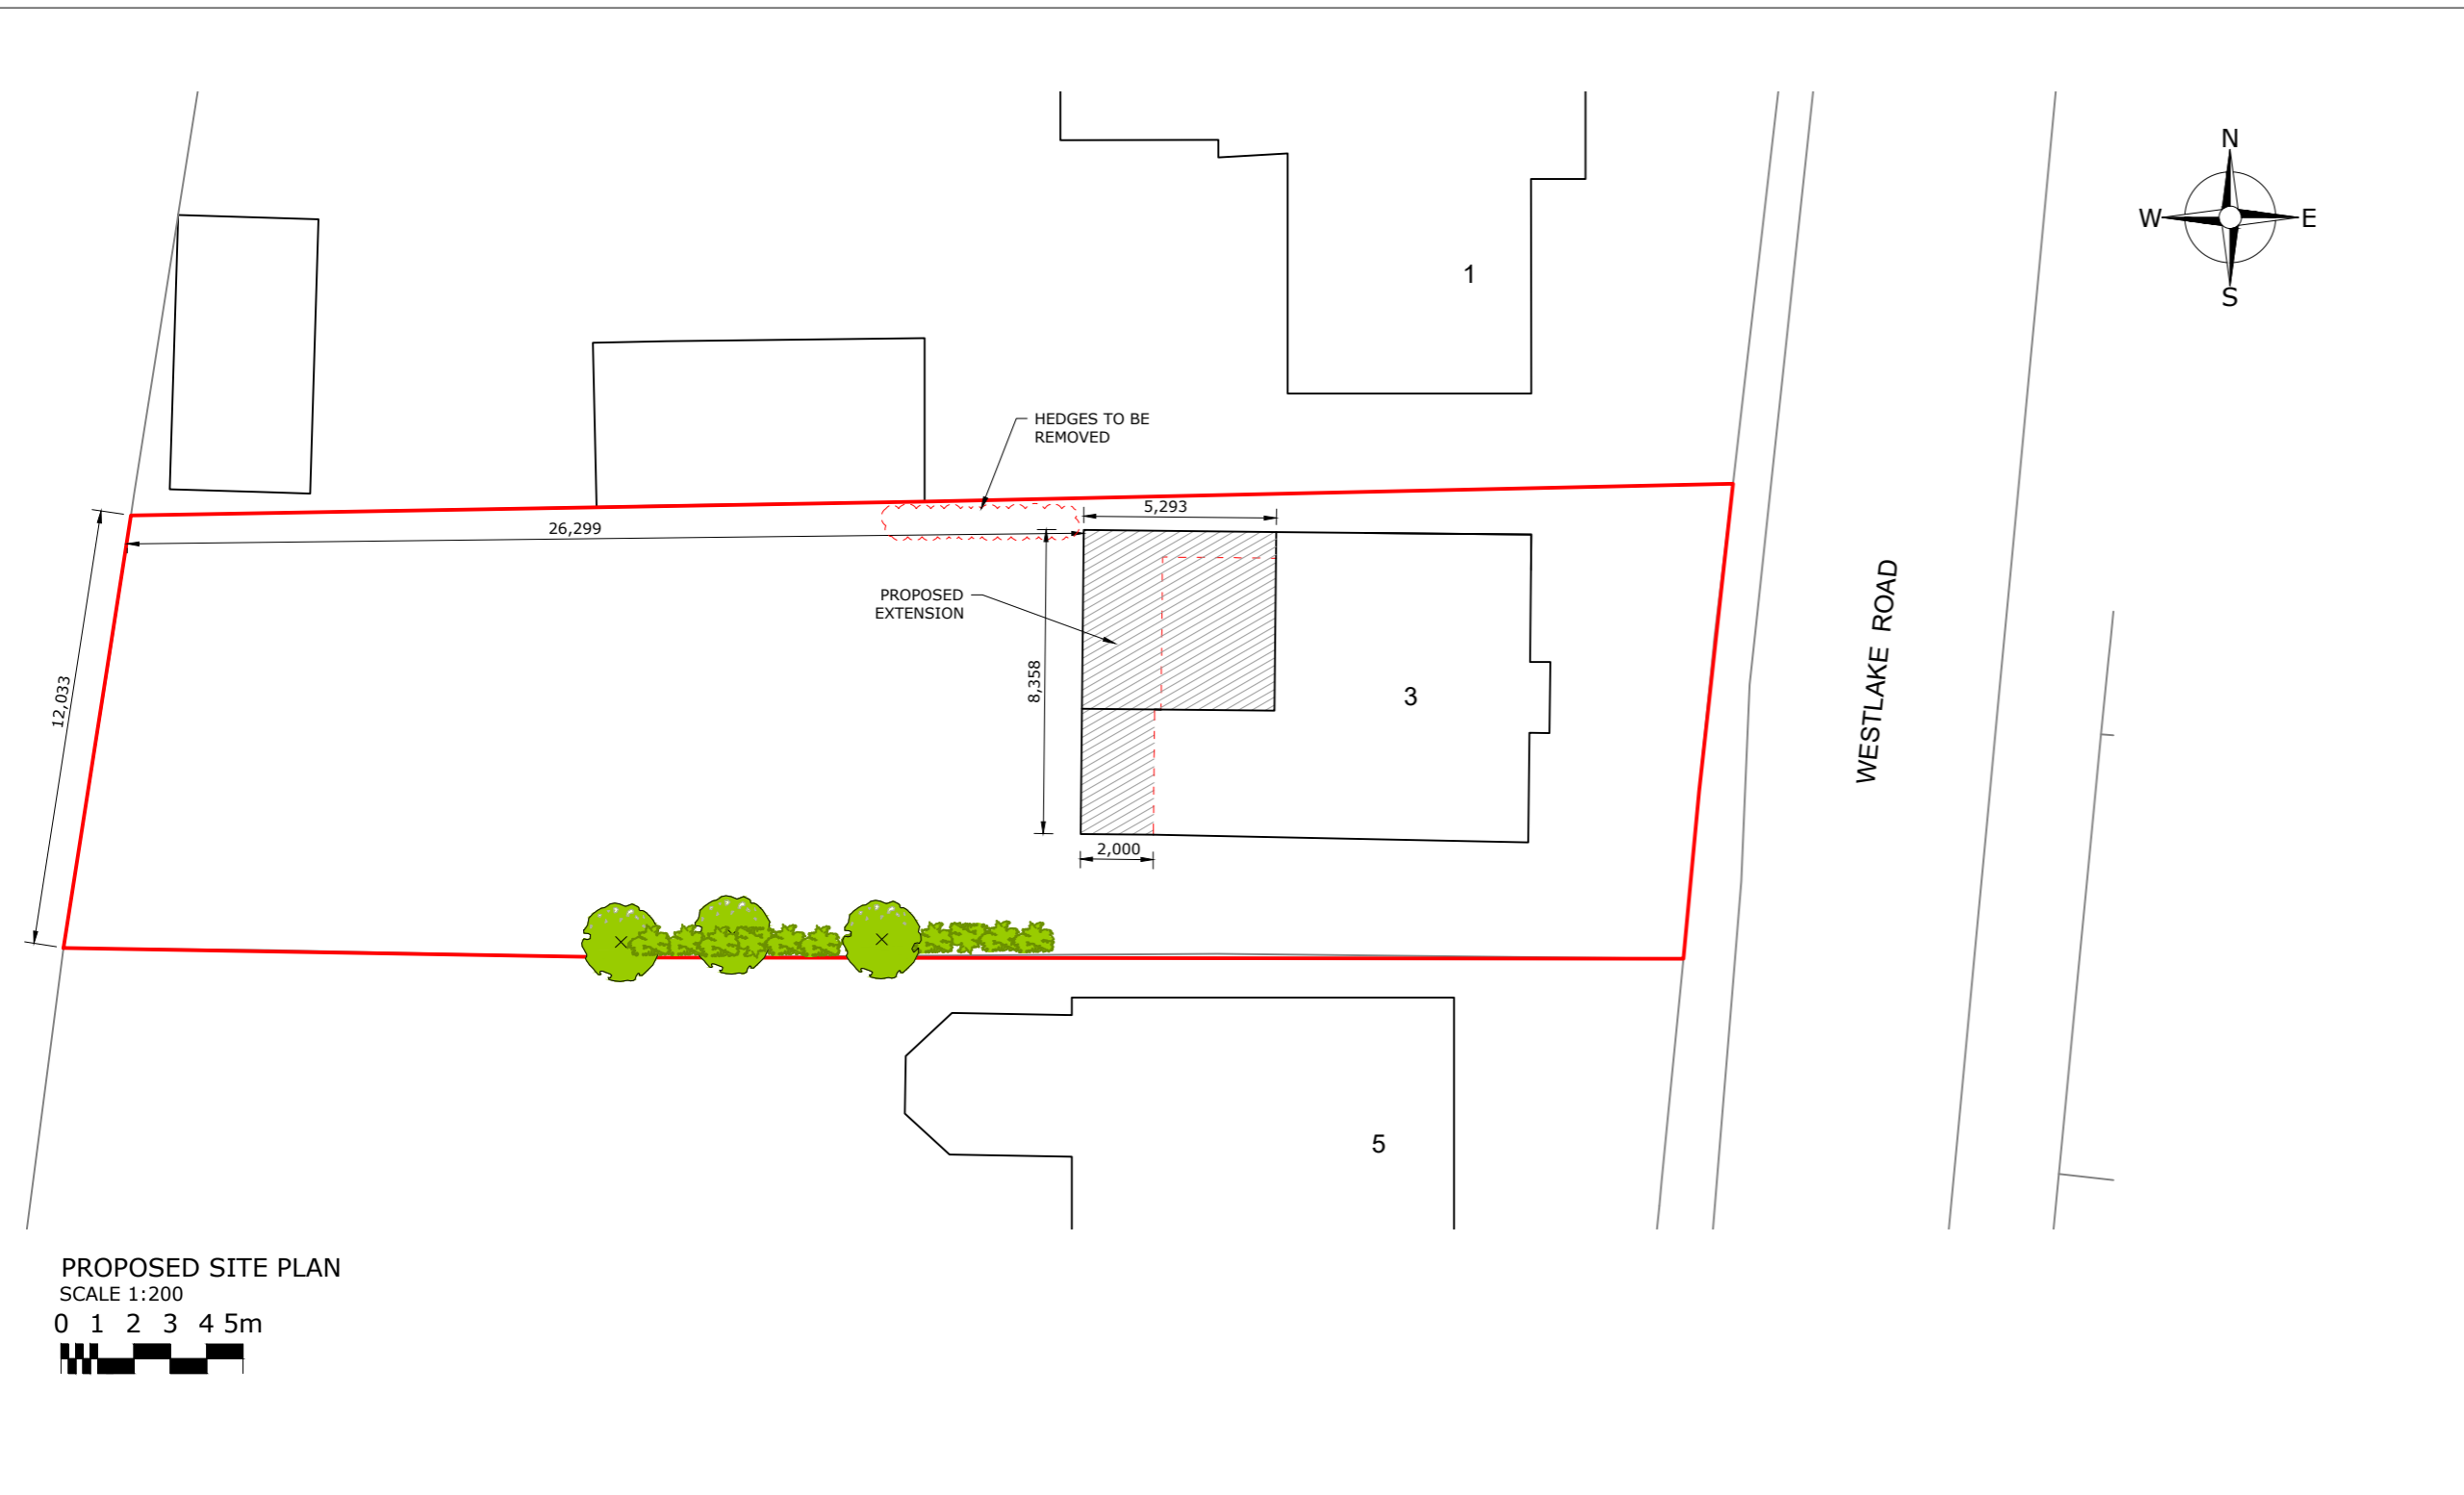 N
W
E
S
1
HEDGES TO BE
REMOVED
5,293
26,299
PROPOSED
EXTENSION
8,358
12,033
3
WESTLAKE ROAD
2,000
5
PROPOSED SITE PLAN
SCALE 1:200
0 1 2 3 4 5m